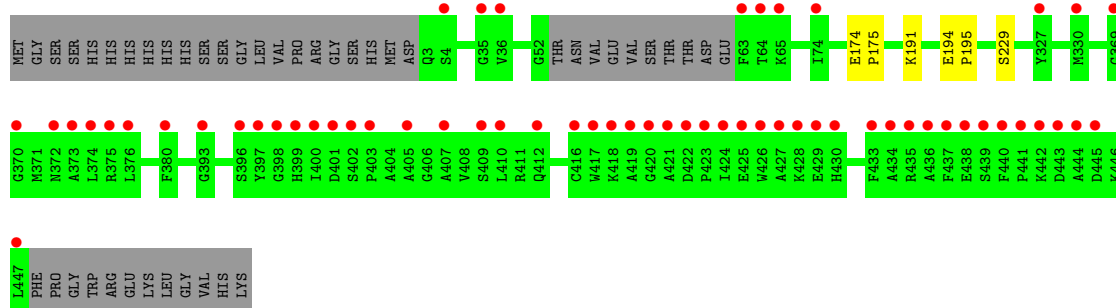 MET GLY SER SER HIS HIS HIS HIS HIS HIS SER SER GLY LEU VAL PRO ARG GLY SER HIS MET ASP Q3 S4 G35 V36 G52 THR ASN VAL GLU VAL SER THR THR ASP GLU F63 T64 K65 I74 E174 P175 K191 E194 P195 S229 Y327 M330 C369
G370 M371 N372 A373 L374 R375 L376 F380 G393 S396 Y397 G398 H399 I400 D401 S402 P403 A404 A405 G406 A407 V408 S409 L410 R411 Q412 C416 W417 K418 A419 G420 A421 D422 P423 I424 E425 W426 A427 K428 E429 H430 F433 A434 R435 A436 F437 E438 S439 F440 P441 K442 D443 A444 D445 K446
L447 PHE PRO GLY TRP ARG GLU LYS LEU GLY VAL HIS LYS